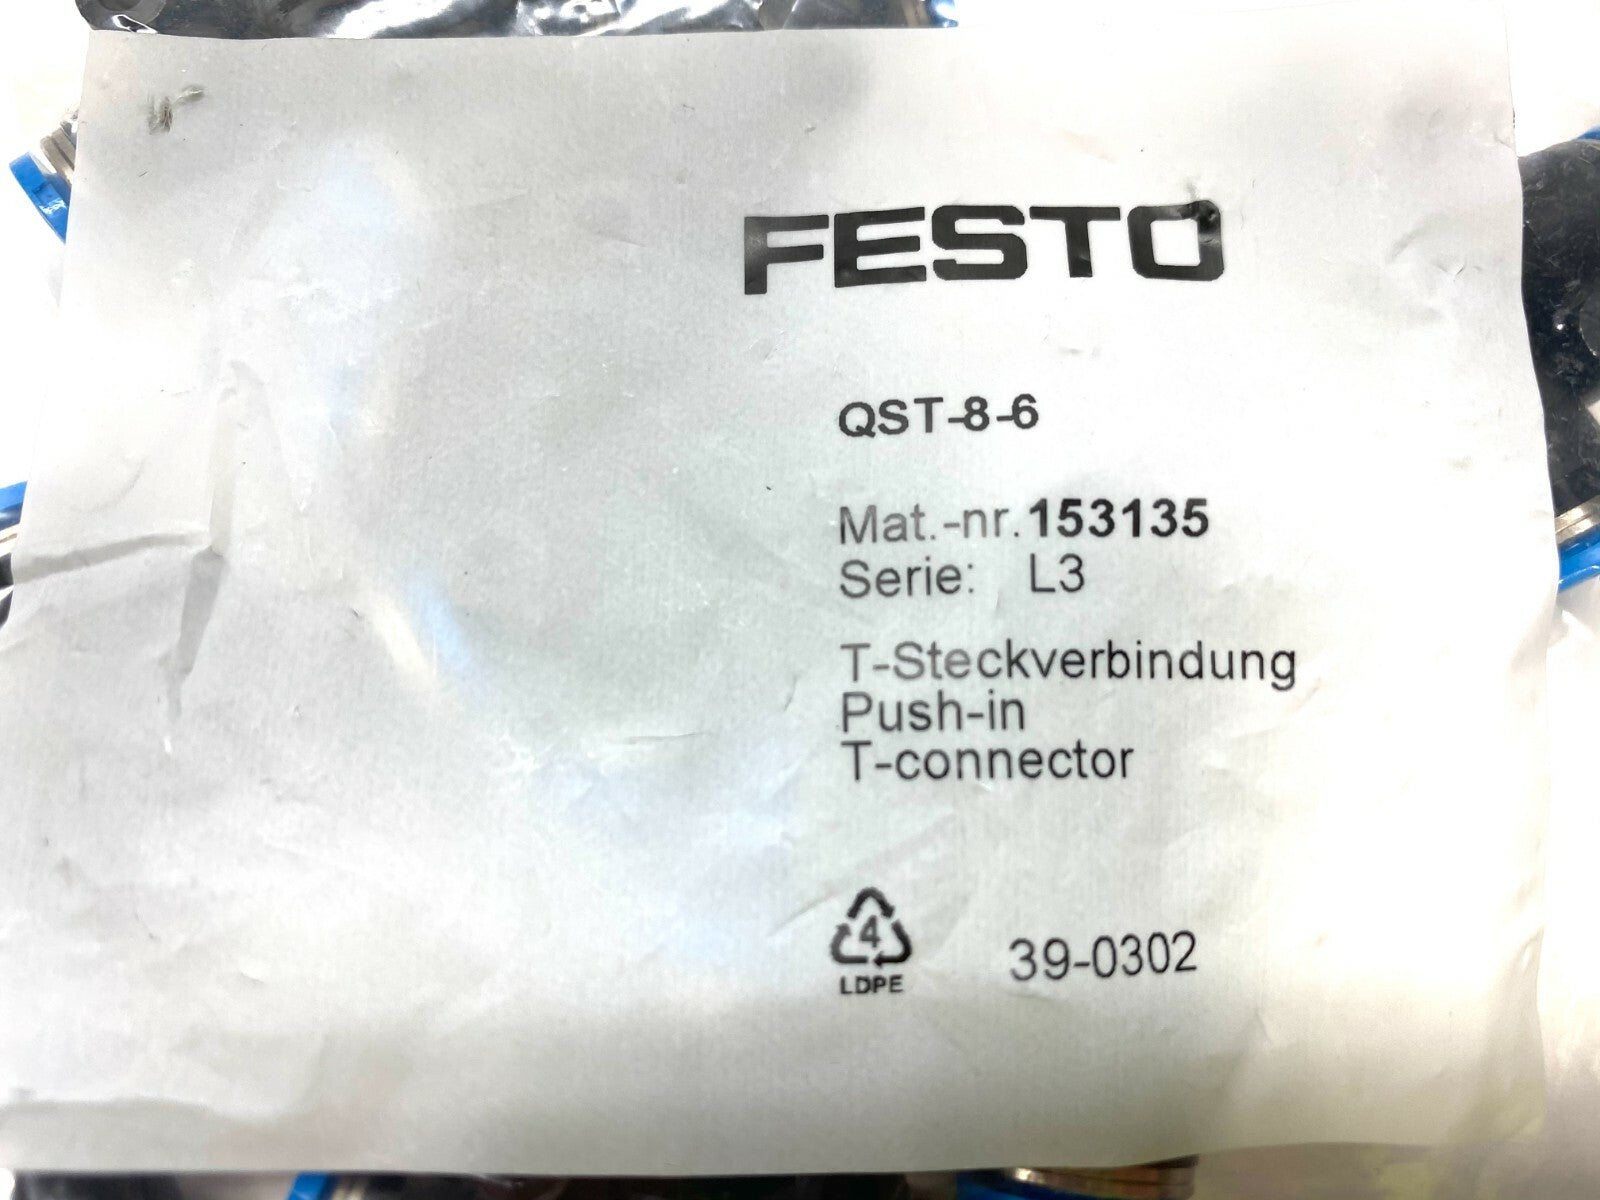 FESTO
QST-8-6
Mat.-nr. 153135
Serie: L3
T-Steckverbindung
Push-in
T-connector
4
LDPE
39-0302